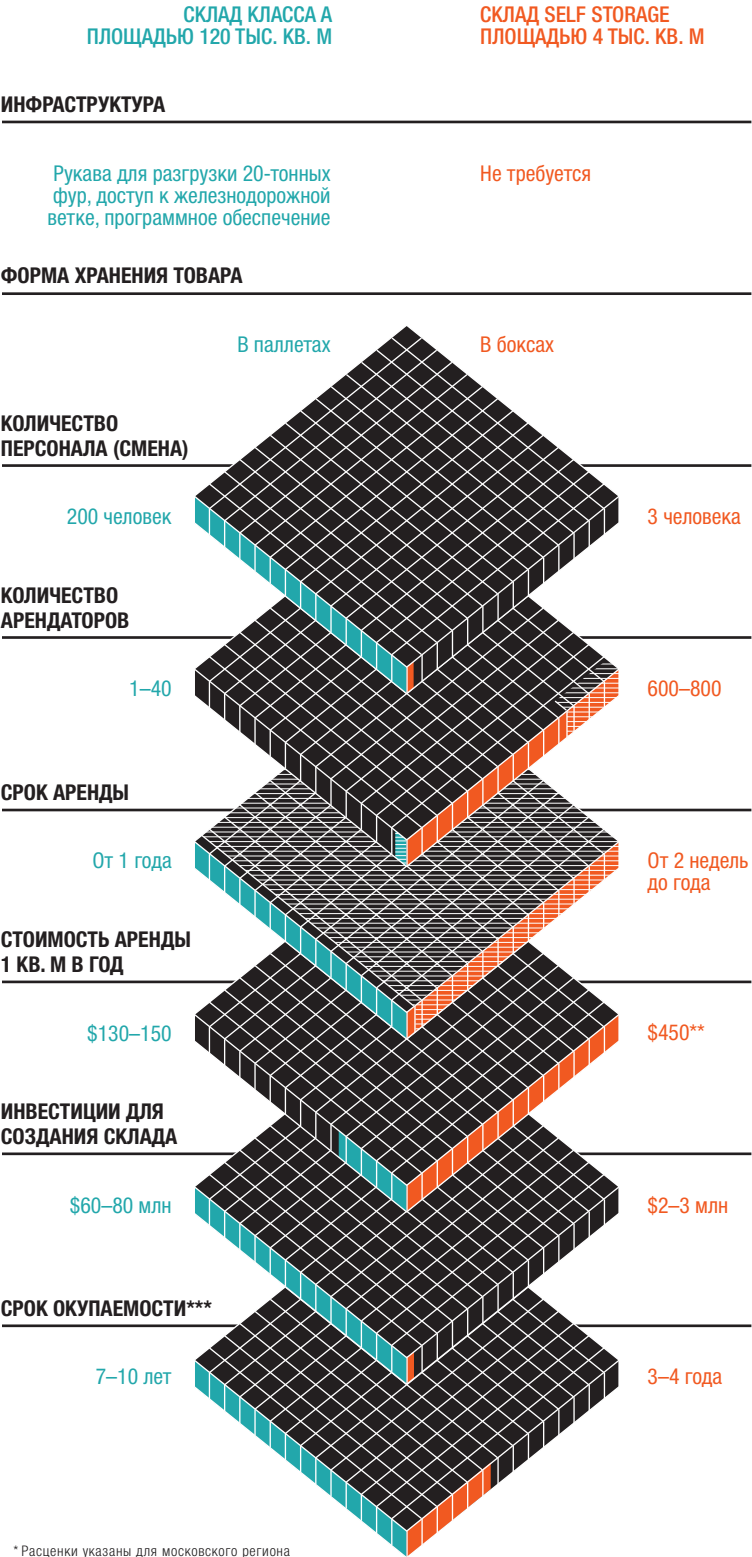 СКЛАД КЛАССА А
ПЛОЩАДЬЮ 120 ТЫС. КВ. М
СКЛАД SELF STORAGE
ПЛОЩАДЬЮ 4 ТЫС. КВ. М
ИНФРАСТРУКТУРА
Рукава для разгрузки 20-тонных
фур, доступ к железнодорожной
ветке, программное обеспечение
Не требуется
ФОРМА ХРАНЕНИЯ ТОВАРА
В паллетах
В боксах
КОЛИЧЕСТВО
ПЕРСОНАЛА (СМЕНА)
200 человек
3 человека
КОЛИЧЕСТВО
АРЕНДАТОРОВ
1–40
600–800
СРОК АРЕНДЫ
От 1 года
От 2 недель
до года
СТОИМОСТЬ АРЕНДЫ
1 КВ. М В ГОД
$130–150
$450**
ИНВЕСТИЦИИ ДЛЯ
СОЗДАНИЯ СКЛАДА
$60–80 млн
$2–3 млн
СРОК ОКУПАЕМОСТИ***
7–10 лет
3–4 года
* Расценки указаны для московского региона